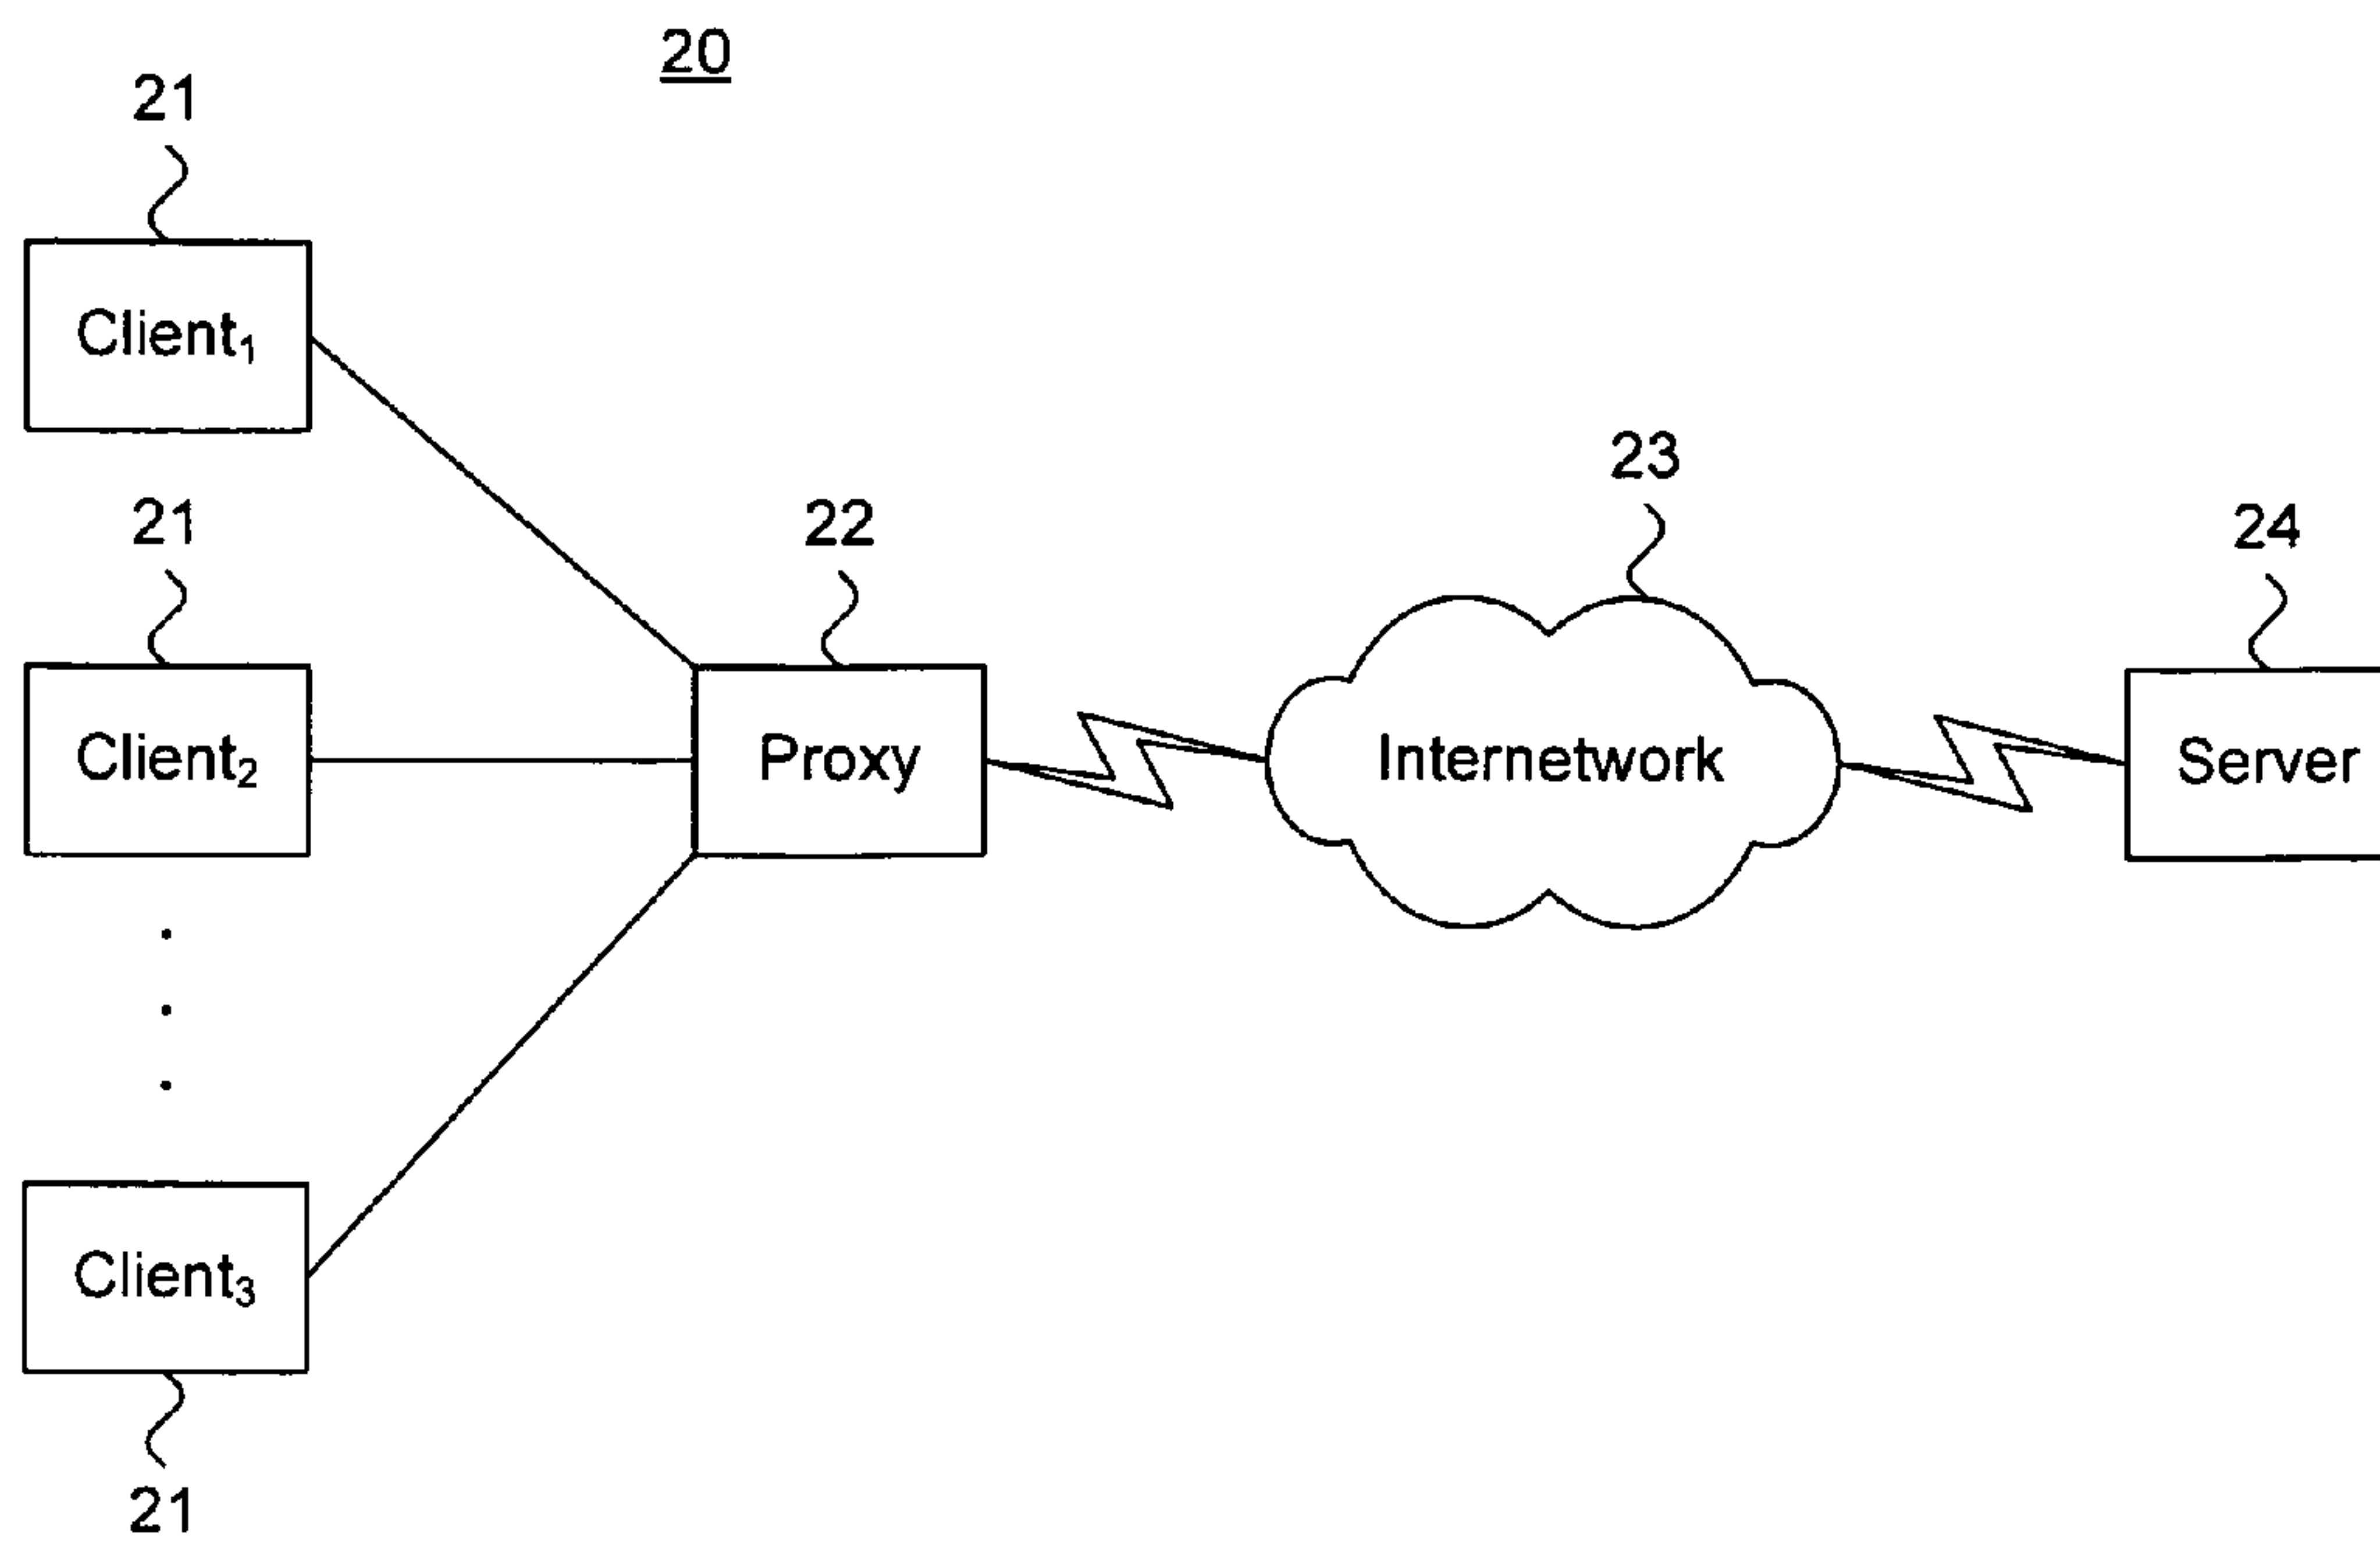 20
21
Client₁
21
Client₂
22
Proxy
23
Internetwork
24
Server
Client₃
21